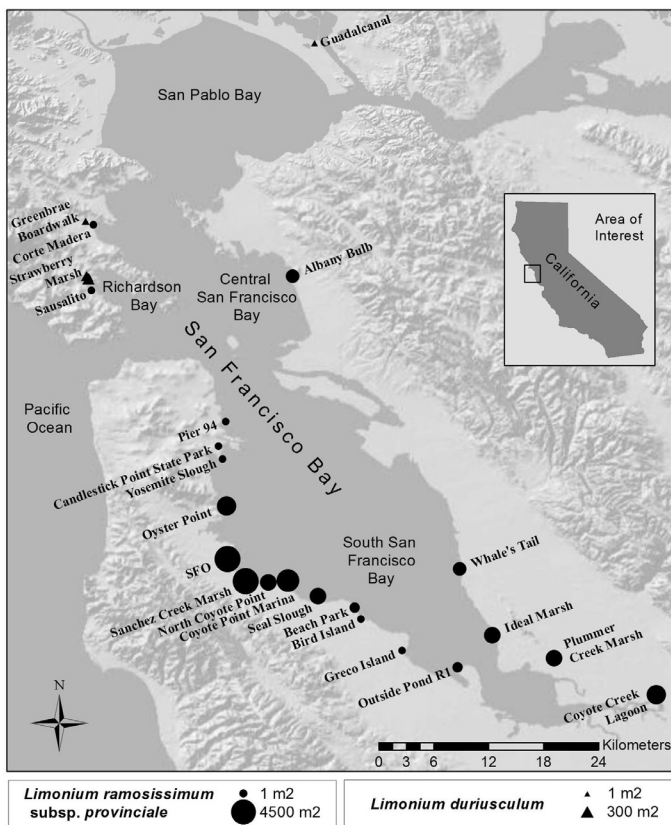 Guadalcanal
San Pablo Bay
Greenbrae
Boardwalk
Corte Madera
Strawberry
Marsh
Sausalito
Richardson
Bay
Central
San Francisco
Bay
Albany Bulb
Area of
Interest
California
San Francisco Bay
Pacific
Ocean
Pier 94
Candlestick Point State Park
Yosemite Slough
Oyster Point
SFO
Sanchez Creek Marsh
North Coyote Point
Coyote Point Marina
Seal Slough
Beach Park
Bird Island
Greco Island
Outside Pond R1
South San
Francisco
Bay
Whale's Tail
Ideal Marsh
Plummer
Creek Marsh
Coyote Creek
Lagoon
N
Kilometers
0 3 6 12 18 24
Limonium ramosissimum
subsp. provinciale
1 m2
4500 m2
Limonium duriusculum
1 m2
300 m2